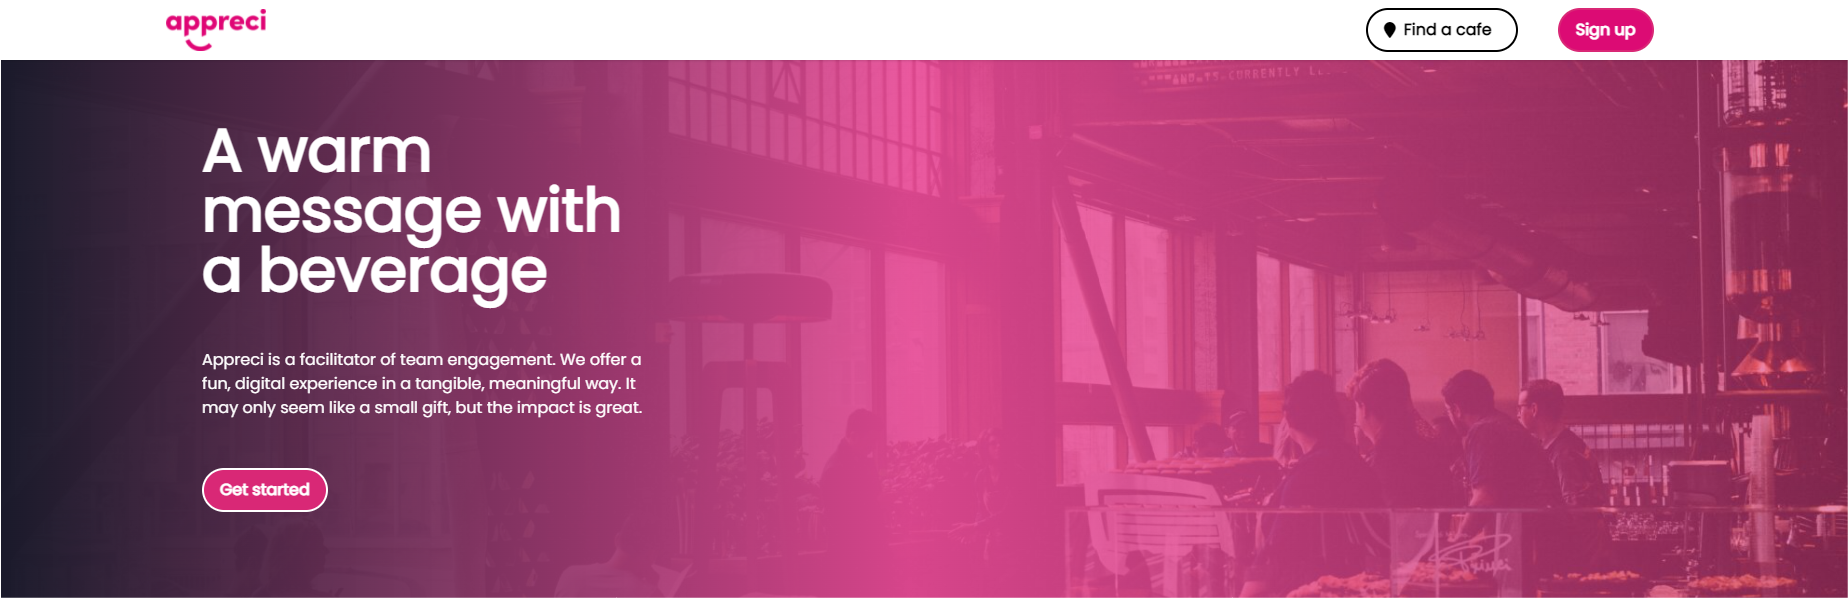 appreci
Find a cafe
Sign up
A warm
message with
a beverage
Appreci is a facilitator of team engagement. We offer a
fun, digital experience in a tangible, meaningful way. It
may only seem like a small gift, but the impact is great.
Get started